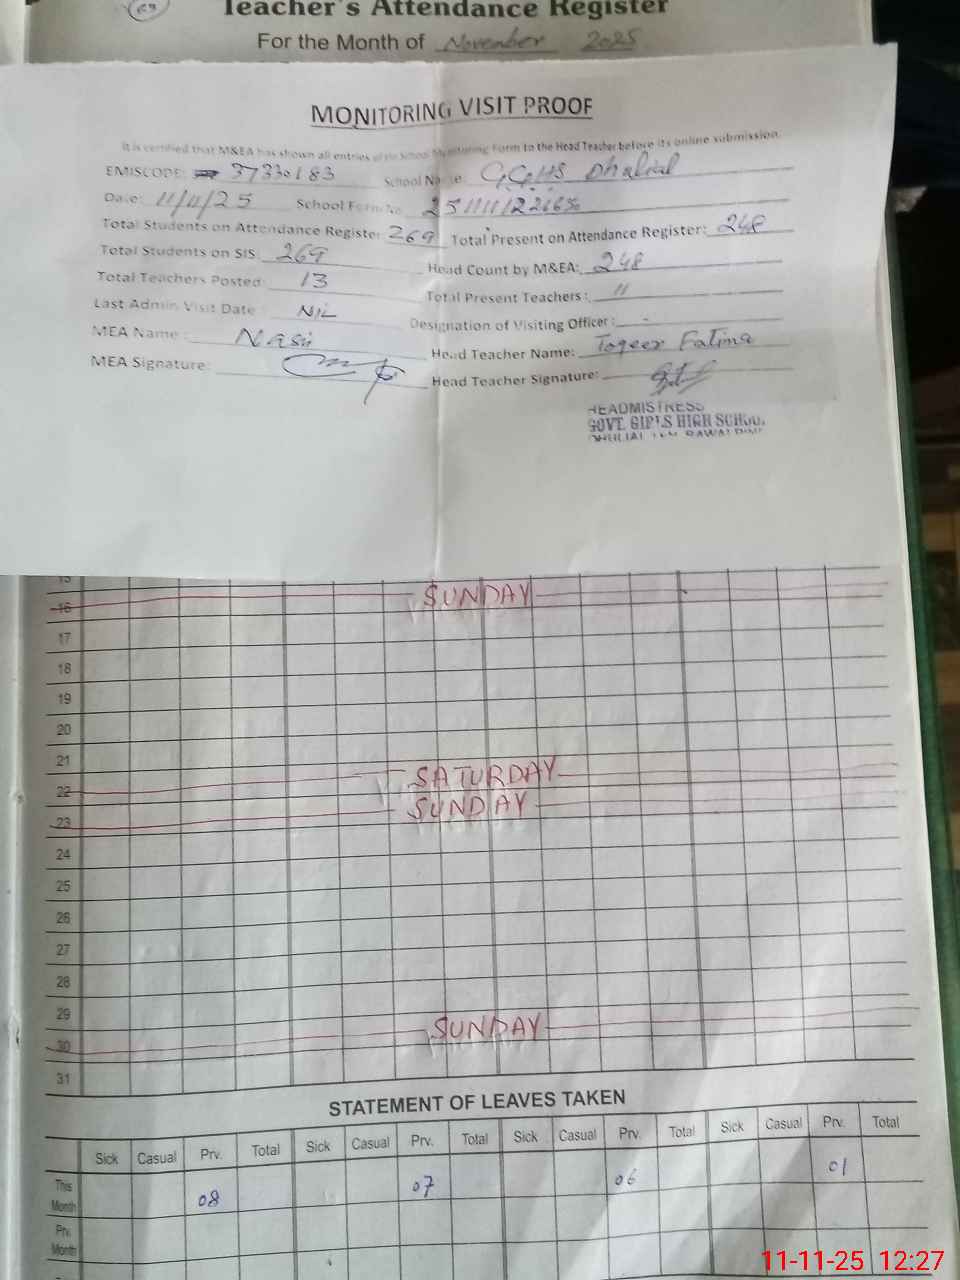 Teacher's Attendance Register
For the Month of November 2025
MONITORING VISIT PROOF
It is certified that M&EA has shown all entries of the School Monitoring Form to the Head Teacher before its online submission.
EMISCODE: 37330183 School Name: GGHS Dhalial
Date: 11/11/25 School Form No.
Total Students on Attendance Register 269 Total Present on Attendance Register: 248
Total Students on SIS: 269 Head Count by M&EA: 248
Total Teachers Posted: 13 Total Present Teachers: 11
Last Admin Visit Date: NIL Designation of Visiting Officer: -
MEA Name: Nasir Head Teacher Name: Toqeer Fatima
MEA Signature: Head Teacher Signature:
HEADMISTRESS
GOVT. GIRLS HIGH SCHOOL
15
16 SUNDAY
17
18
19
20
21
22 SATURDAY
23 SUNDAY
24
25
26
27
28
29
30 SUNDAY
31
STATEMENT OF LEAVES TAKEN
Sick Casual Prv. Total Sick Casual Prv. Total Sick Casual Prv. Total Sick Casual Prv. Total
This Month 08 07 06 01
Prv. Month
11-11-25 12:27